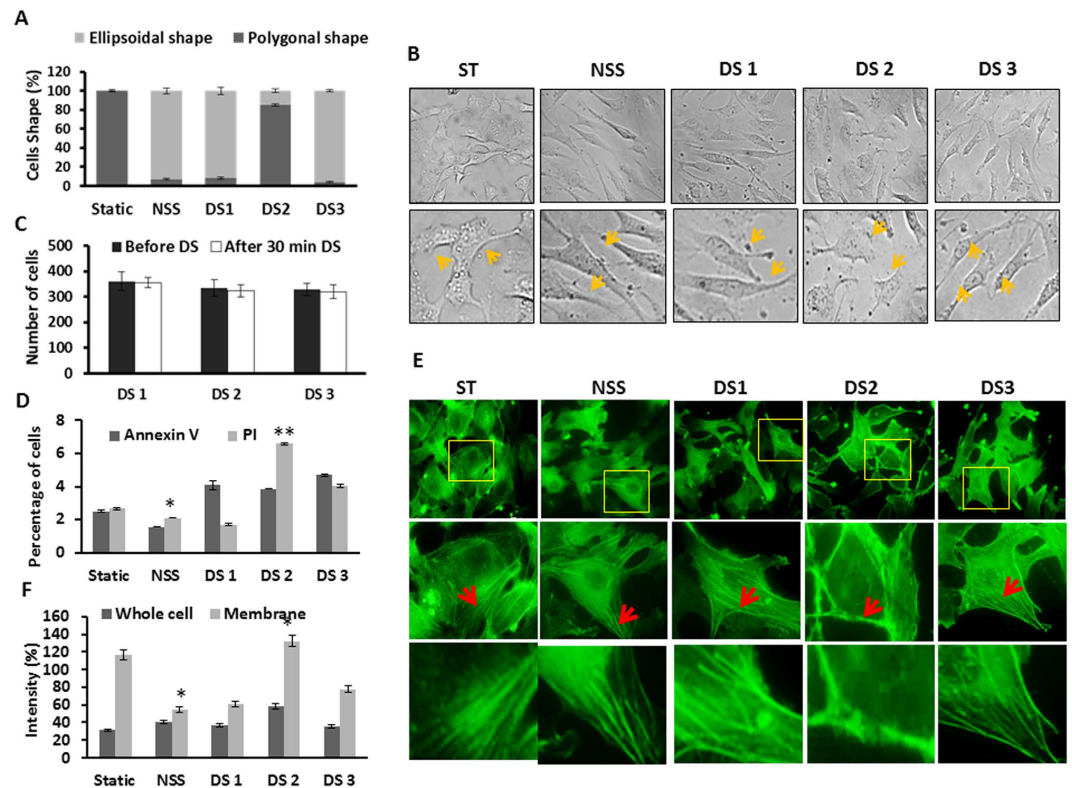 A
Ellipsoidal shape Polygonal shape
Cells Shape (%)
120
100
80
60
40
20
0
Static NSS DS1 DS2 DS3
B
ST NSS DS 1 DS 2 DS 3
C
Before DS After 30 min DS
Number of cells
500
400
300
200
100
0
DS 1 DS 2 DS 3
D
Annexin V PI
Percentage of cells
8
6
4
2
0
*
**
Static NSS DS 1 DS 2 DS 3
E
ST NSS DS1 DS2 DS3
F
Whole cell Membrane
Intensity (%)
160
140
120
100
80
60
40
20
0
*
*
Static NSS DS 1 DS 2 DS 3